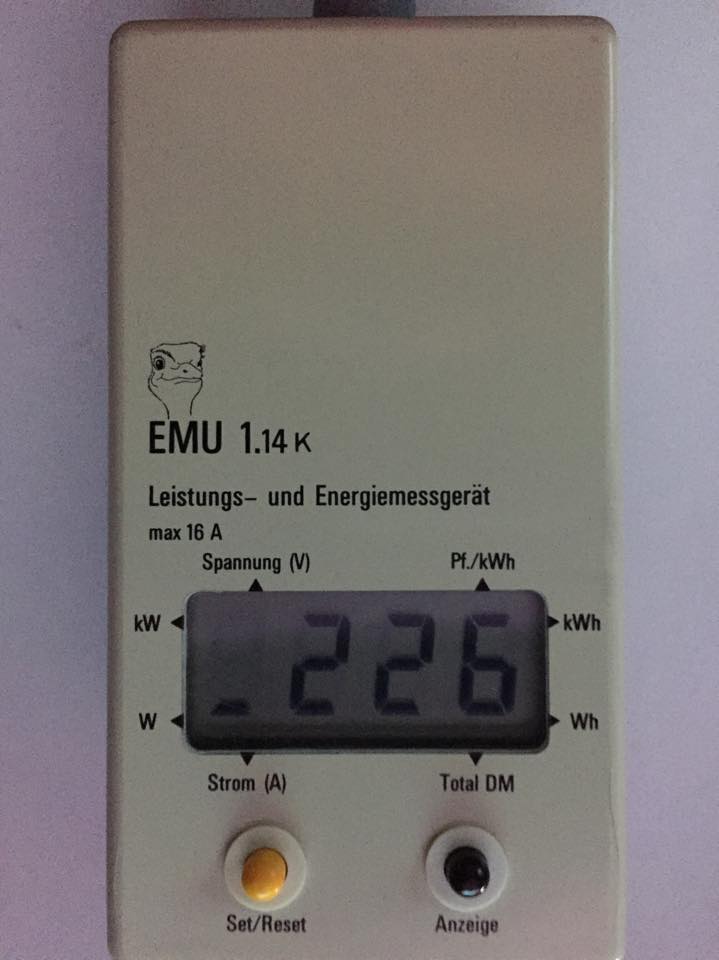 EMU 1.14 K
Leistungs- und Energiemessgerät
max 16 A
Spannung (V) Pf./kWh
kW kWh
226
W Wh
Strom (A) Total DM
Set/Reset Anzeige